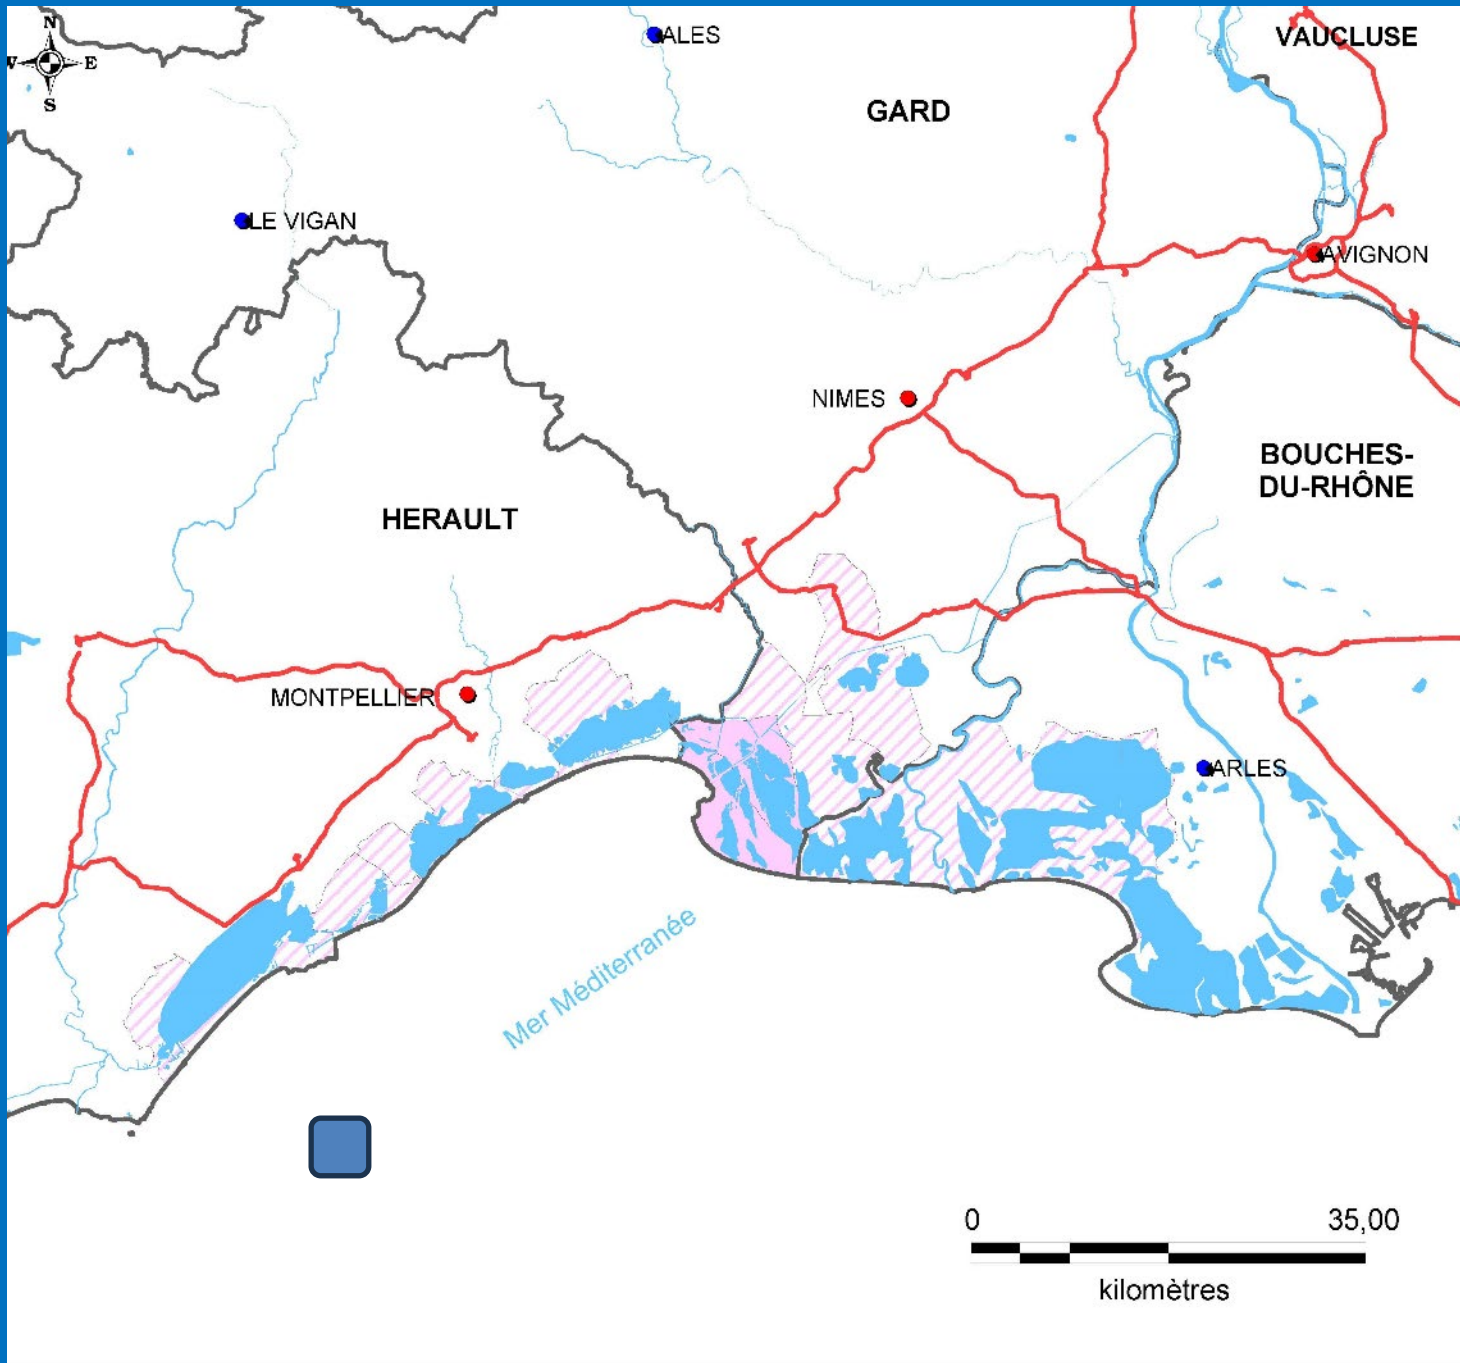 N
W
E
S
ALES
VAUCLUSE
GARD
LE VIGAN
AVIGNON
NIMES
BOUCHES-
DU-RHÔNE
HERAULT
MONTPELLIER
ARLES
Mer Méditerranée
0
35,00
kilomètres